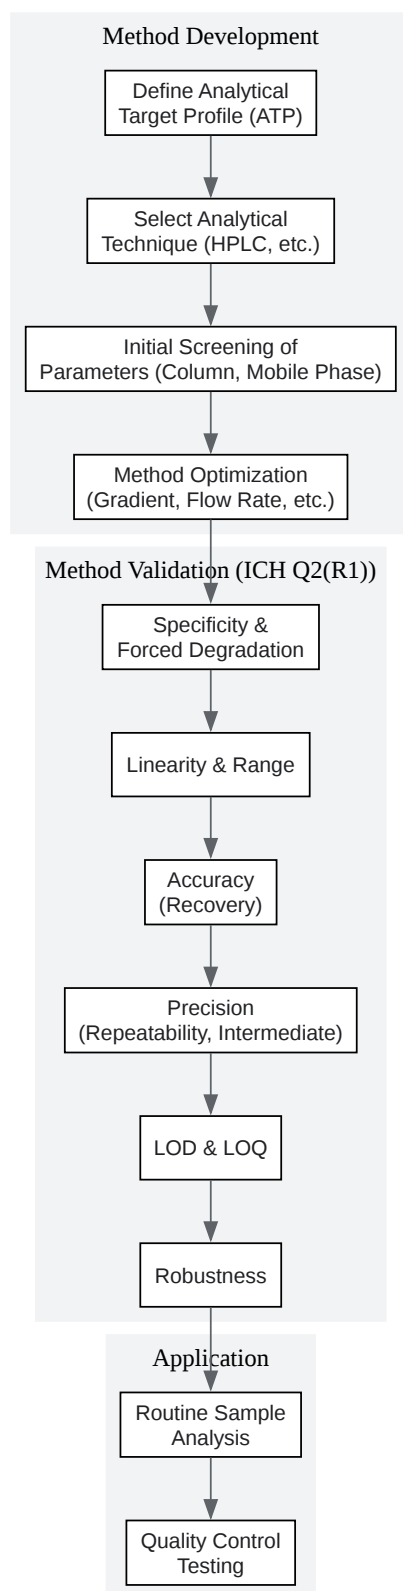 Method Development
Define Analytical
Target Profile (ATP)
Select Analytical
Technique (HPLC, etc.)
Initial Screening of
Parameters (Column, Mobile Phase)
Method Optimization
(Gradient, Flow Rate, etc.)
Method Validation (ICH Q2(R1))
Specificity &
Forced Degradation
Linearity & Range
Accuracy
(Recovery)
Precision
(Repeatability, Intermediate)
LOD & LOQ
Robustness
Application
Routine Sample
Analysis
Quality Control
Testing